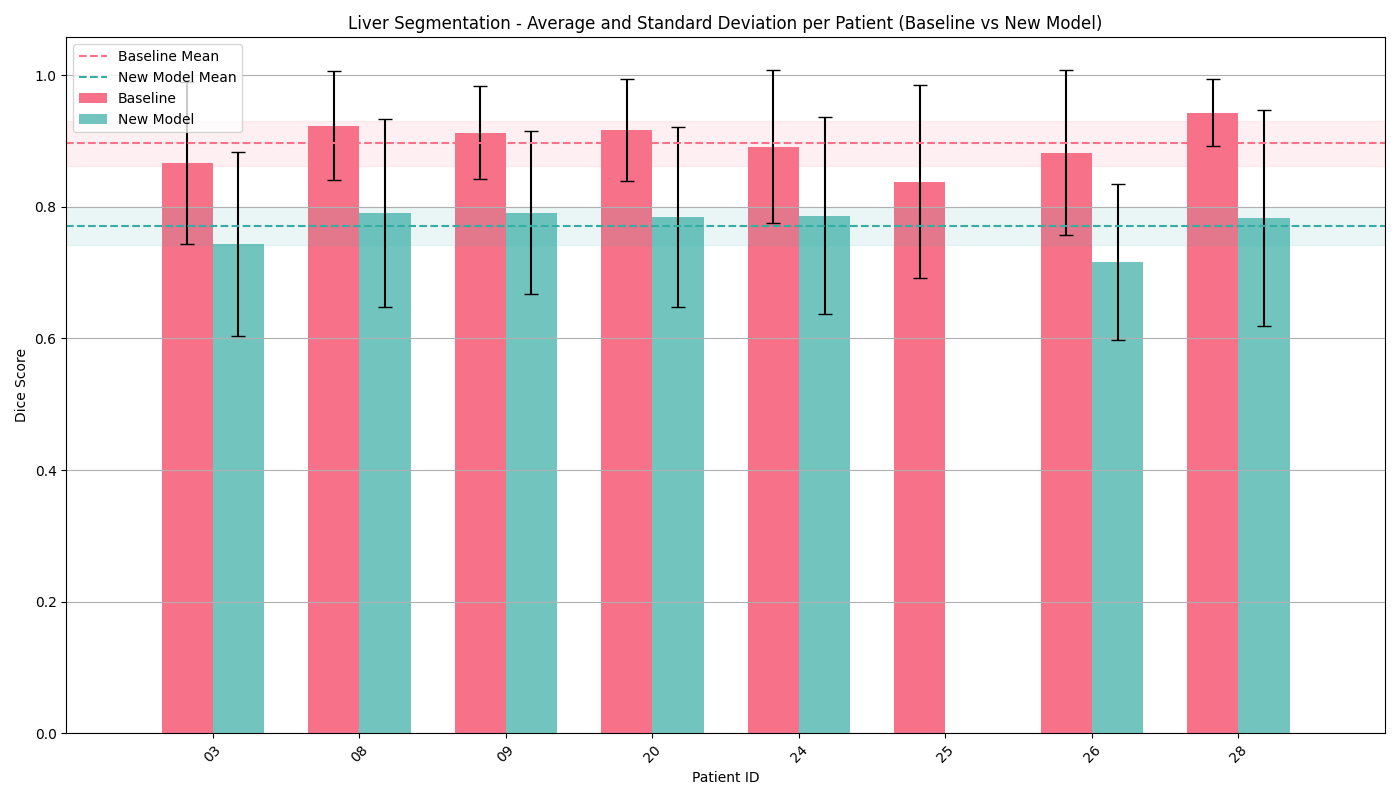 Liver Segmentation - Average and Standard Deviation per Patient (Baseline vs New Model)
Baseline Mean
New Model Mean
Baseline
New Model
1.0
0.8
0.6
0.4
0.2
0.0
Dice Score
03
08
09
20
24
25
26
28
Patient ID